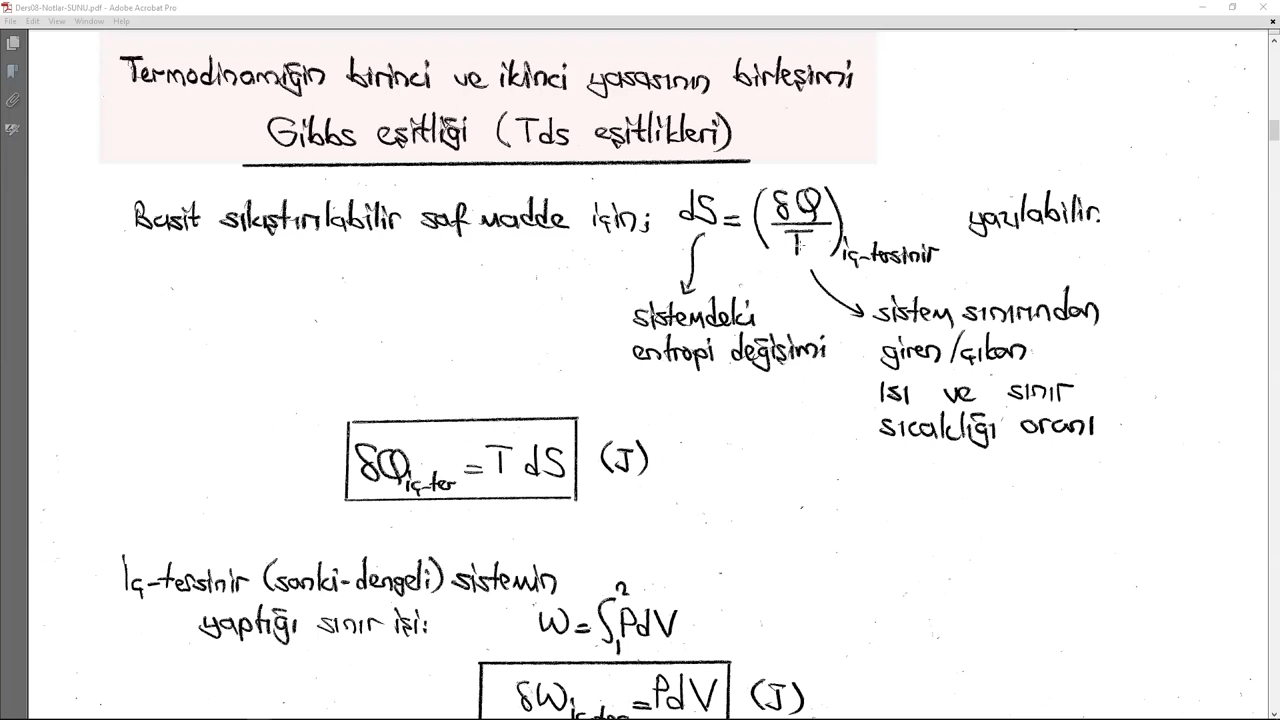 Ders08-Notlar-SUNU.pdf - Adobe Acrobat Pro
File Edit View Window Help
Termodinamiğin birinci ve ikinci yasasının birleşimi
Gibbs eşitliği (Tds eşitlikleri)
Basit sıkıştırılabilir saf madde için; dS = (δQ/T)iç-tersinir yazılabilir.
sistemdeki
entropi değişimi
sistem sınırından
giren/çıkan
ısı ve sınır
sıcaklığı oranı
δQiç-ter = T dS (J)
İç-tersinir (sanki-dengeli) sistemin
yaptığı sınır işi: W = ∫₁² PdV
δW = PdV (J)